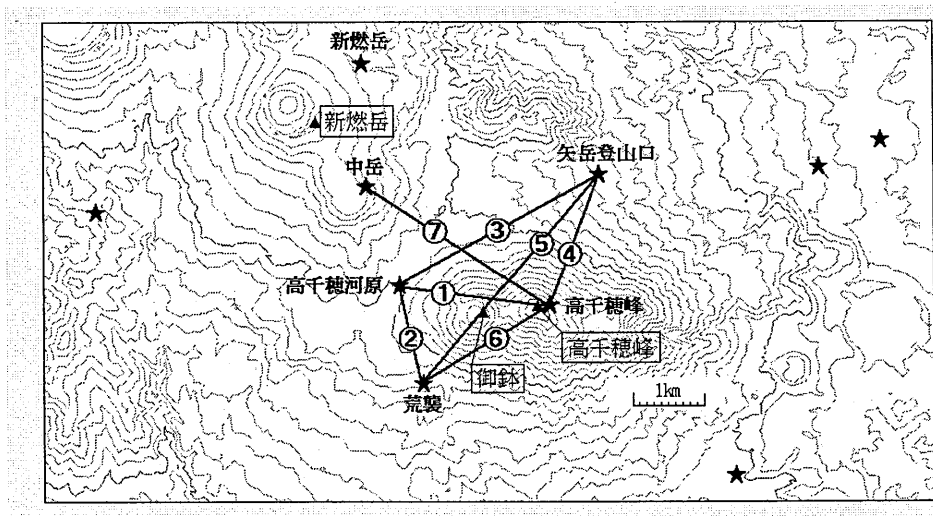 新燃岳
新燃岳
中岳
矢岳登山口
⑦
③
⑤
④
高千穂河原
①
高千穂峰
②
⑥
高千穂峰
御鉢
荒襲
1km